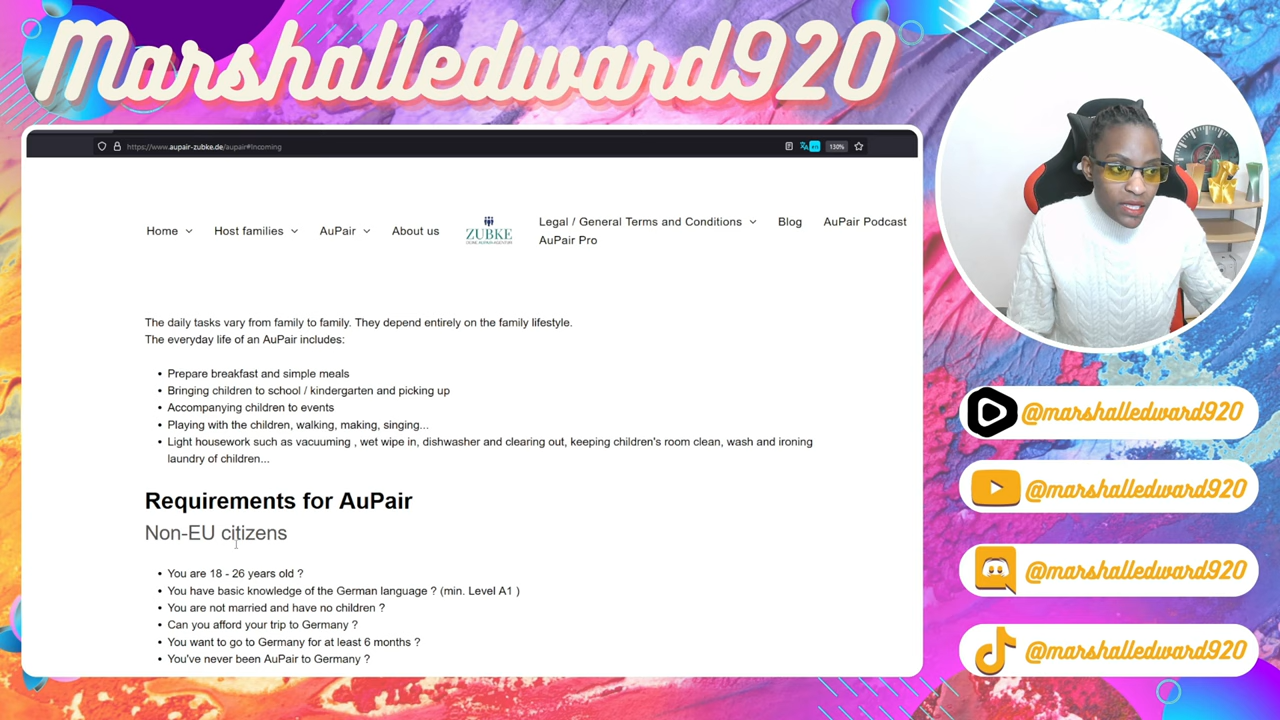 Marshalledward920
https://www.aupair-zubke.de/aupair#Incoming
130%
Home
Host families
AuPair
About us
ZUBKE
Legal / General Terms and Conditions
Blog
AuPair Podcast
AuPair Pro
The daily tasks vary from family to family. They depend entirely on the family lifestyle.
The everyday life of an AuPair includes:
• Prepare breakfast and simple meals
• Bringing children to school / kindergarten and picking up
• Accompanying children to events
• Playing with the children, walking, making, singing...
• Light housework such as vacuuming , wet wipe in, dishwasher and clearing out, keeping children's room clean, wash and ironing
laundry of children...
Requirements for AuPair
Non-EU citizens
• You are 18 - 26 years old ?
• You have basic knowledge of the German language ? (min. Level A1 )
• You are not married and have no children ?
• Can you afford your trip to Germany ?
• You want to go to Germany for at least 6 months ?
• You've never been AuPair to Germany ?
@marshalledward920
@marshalledward920
@marshalledward920
@marshalledward920